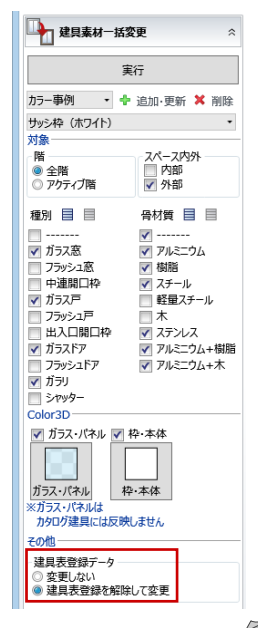 建具素材一括変更
実行
カラー事例 追加・更新 削除
サッシ枠（ホワイト）
対象
階 スペース内外
全階 内部
アクティブ階 外部
種別 骨材質
------- -------
ガラス窓 アルミニウム
フラッシュ窓 樹脂
中連開口枠 スチール
ガラス戸 軽量スチール
フラッシュ戸 木
出入口開口枠 ステンレス
ガラスドア アルミニウム+樹脂
フラッシュドア アルミニウム+木
ガラリ
シャッター
Color3D
ガラス・パネル 枠・本体
ガラス・パネル 枠・本体
※ガラス・パネルは
カタログ建具には反映しません
その他
建具表登録データ
変更しない
建具表登録を解除して変更